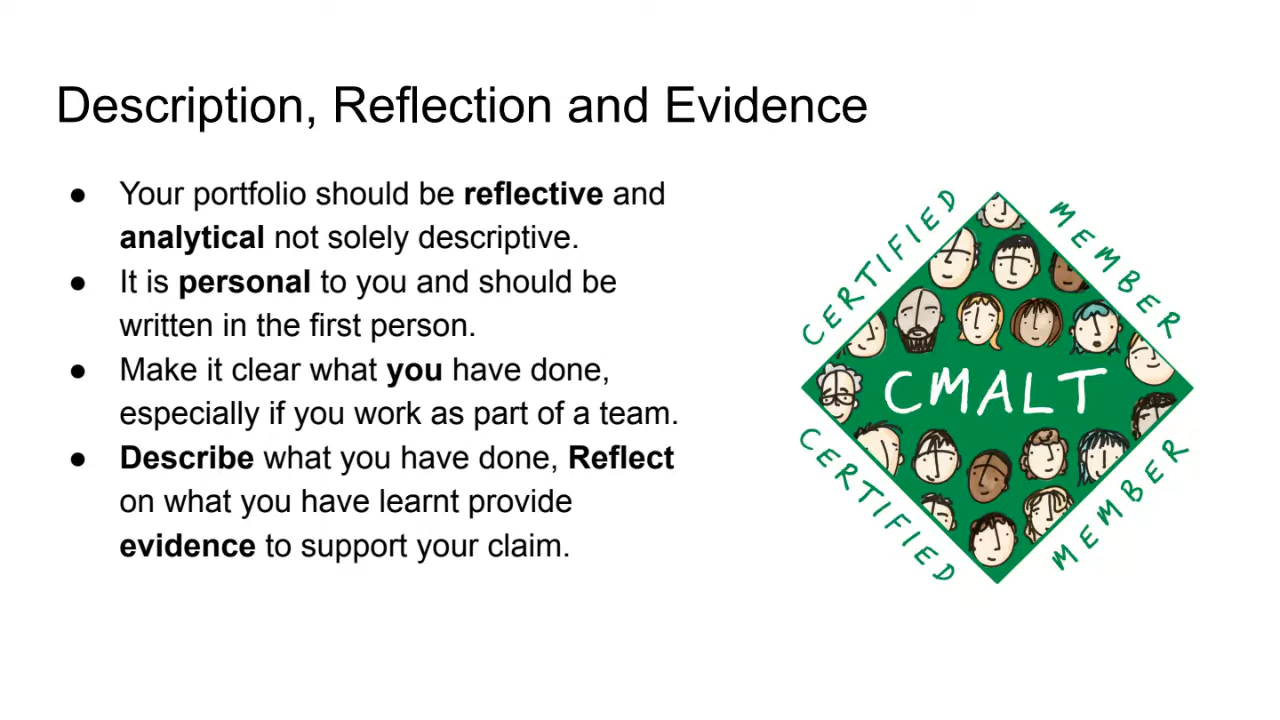 Description, Reflection and Evidence
● Your portfolio should be reflective and
analytical not solely descriptive.
● It is personal to you and should be
written in the first person.
● Make it clear what you have done,
especially if you work as part of a team.
● Describe what you have done, Reflect
on what you have learnt provide
evidence to support your claim.
CERTIFIED
MEMBER
CMALT
CERTIFIED
MEMBER